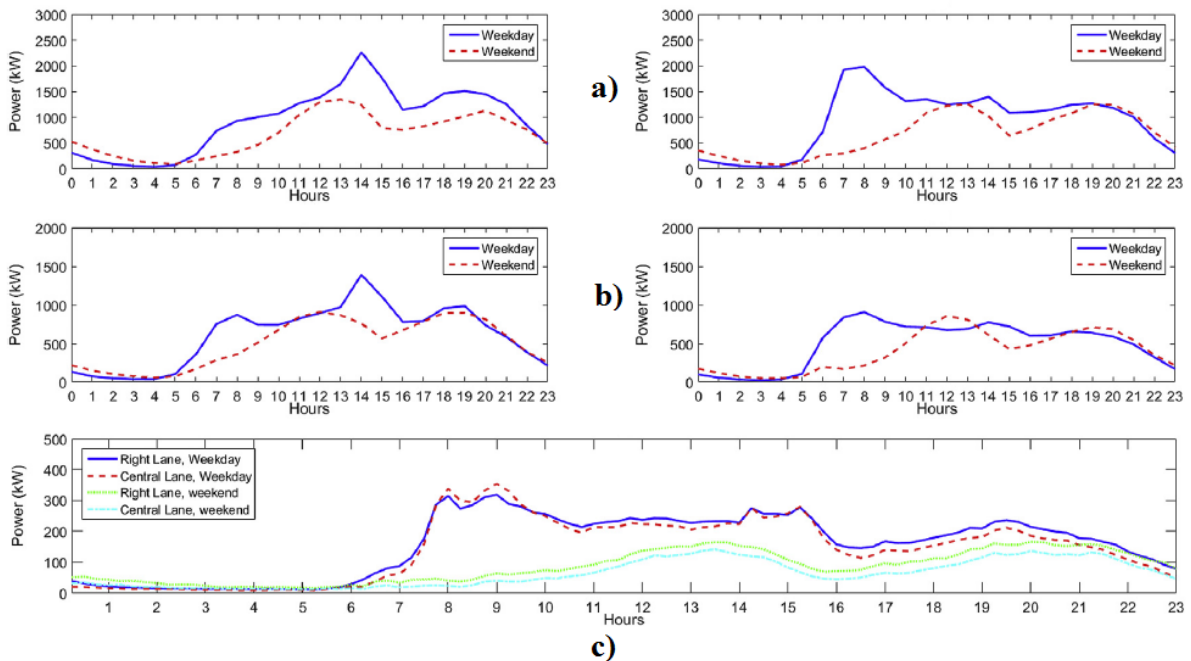 3000
2500
2000
1500
1000
500
0
Power (kW)
Weekday
Weekend
0 1 2 3 4 5 6 7 8 9 10 11 12 13 14 15 16 17 18 19 20 21 22 23
Hours
a)
3000
2500
2000
1500
1000
500
0
Power (kW)
Weekday
Weekend
0 1 2 3 4 5 6 7 8 9 10 11 12 13 14 15 16 17 18 19 20 21 22 23
Hours
2000
1500
1000
500
0
Power (kW)
Weekday
Weekend
0 1 2 3 4 5 6 7 8 9 10 11 12 13 14 15 16 17 18 19 20 21 22 23
Hours
b)
2000
1500
1000
500
0
Power (kW)
Weekday
Weekend
0 1 2 3 4 5 6 7 8 9 10 11 12 13 14 15 16 17 18 19 20 21 22 23
Hours
500
400
300
200
100
0
Power (kW)
Right Lane, Weekday
Central Lane, Weekday
Right Lane, weekend
Central Lane, weekend
1 2 3 4 5 6 7 8 9 10 11 12 13 14 15 16 17 18 19 20 21 22 23
Hours
c)